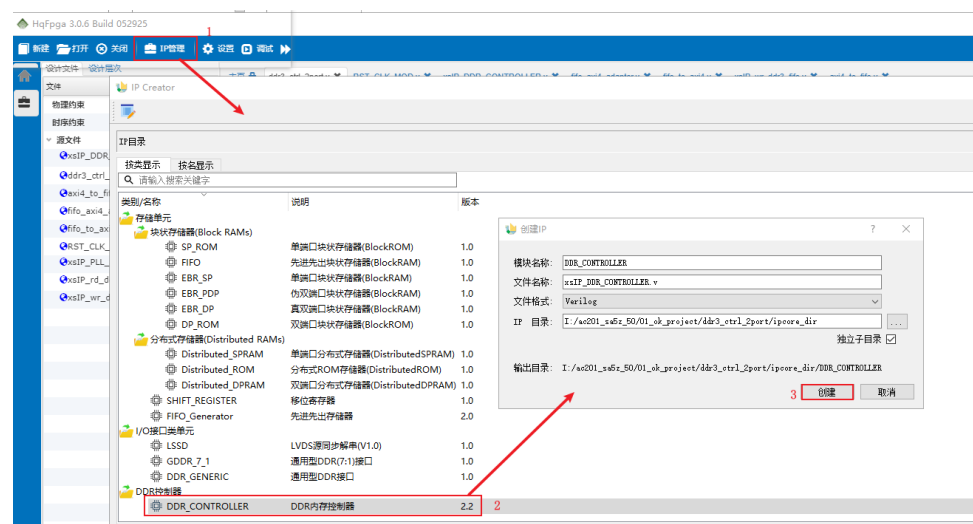 HqFpga 3.0.6 Build 052925
1
新建 打开 关闭 IP管理 设置 调试
设计文件 设计层次
文件
IP Creator
物理约束
时序约束
源文件
IP目录
xsIP_DDR_
按类显示 按名显示
ddr3_ctrl_
请输入搜索关键字
axi4_to_fi
类别/名称 说明 版本
fifo_axi4_
存储单元
fifo_to_ax
块状存储器(Block RAMs)
创建IP ? ×
RST_CLK_
SP_ROM 单端口块状存储器(BlockROM) 1.0
xsIP_PLL_
FIFO 先进先出块状存储器(BlockRAM) 1.0
模块名称: DDR_CONTROLLER
xsIP_rd_d
EBR_SP 单端口块状存储器(BlockRAM) 1.0
文件名称: xsIP_DDR_CONTROLLER.v
xsIP_wr_d
EBR_PDP 伪双端口块状存储器(BlockRAM) 1.0
文件格式: Verilog
EBR_DP 真双端口块状存储器(BlockRAM) 1.0
IP 目录: I:/ac201_sa5z_50/01_ok_project/ddr3_ctrl_2port/ipcore_dir ...
DP_ROM 双端口块状存储器(BlockROM) 1.0
独立子目录
分布式存储器(Distributed RAMs)
Distributed_SPRAM 单端口分布式存储器(DistributedSPRAM) 1.0
输出目录: I:/ac201_sa5z_50/01_ok_project/ddr3_ctrl_2port/ipcore_dir/DDR_CONTROLLER
Distributed_ROM 分布式ROM存储器(DistributedROM) 1.0
Distributed_DPRAM 双端口分布式存储器(DistributedDPRAM) 1.0
3 创建 取消
SHIFT_REGISTER 移位寄存器 1.0
FIFO_Generator 先进先出存储器 2.0
I/O接口类单元
LSSD LVDS源同步解串(V1.0) 1.0
GDDR_7_1 通用型DDR(7:1)接口 1.0
DDR_GENERIC 通用型DDR接口 1.0
DDR控制器
DDR_CONTROLLER DDR内存控制器 2.2 2